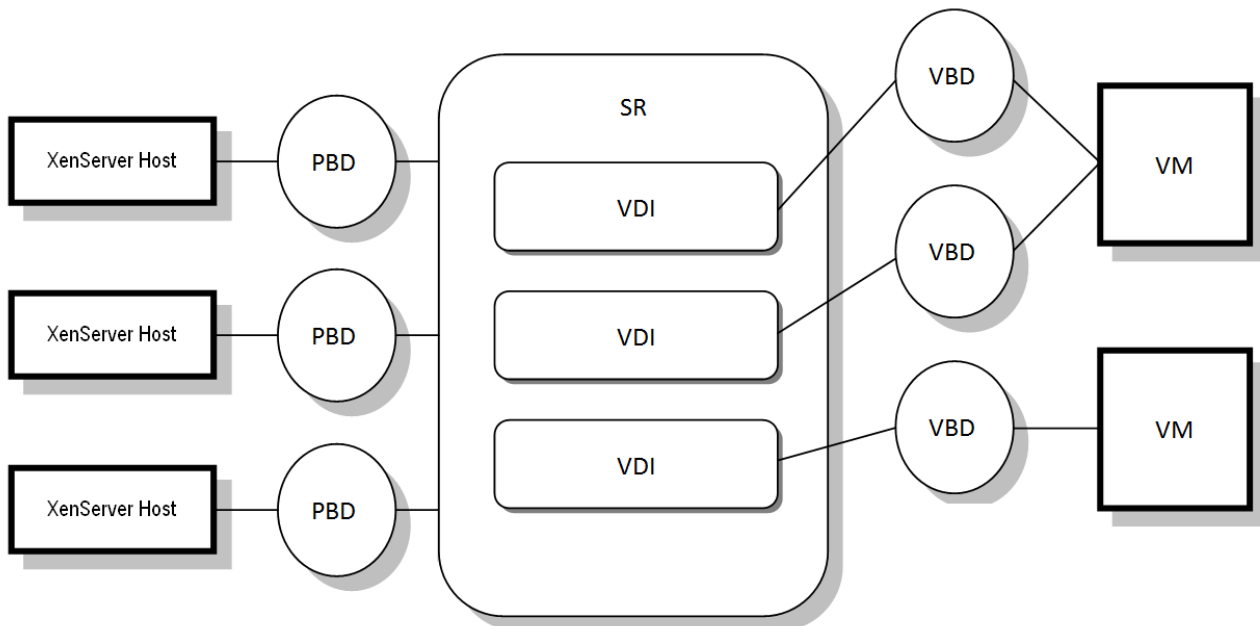 VBD
SR
XenServer Host
PBD
VM
VDI
VBD
XenServer Host
PBD
VDI
VBD
VM
VDI
XenServer Host
PBD